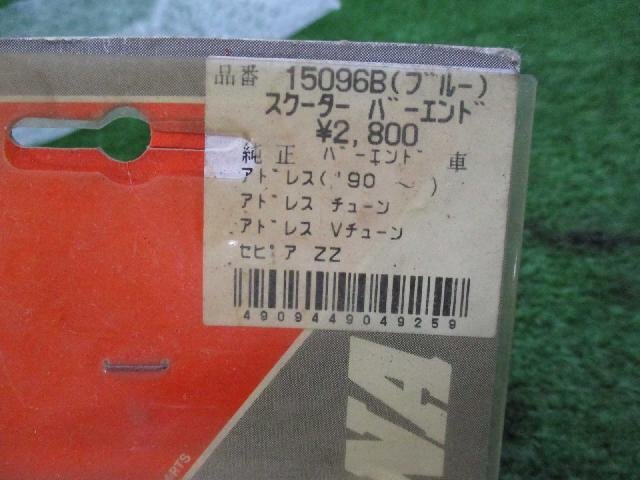 品番 15096B(ブルー)
スクーター バーエンド
¥2,800
純正 バーエンド 車
アドレス('90 ～ )
アドレス チューン
アドレス Vチューン
セピア ZZ
4909449049259
NA
PARTS